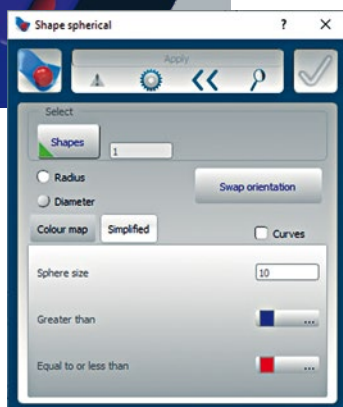 Shape spherical ? ×
Apply
Select
Shapes 1
Radius
Swap orientation
Diameter
Colour map Simplified Curves
Sphere size 10
Greater than ...
Equal to or less than ...